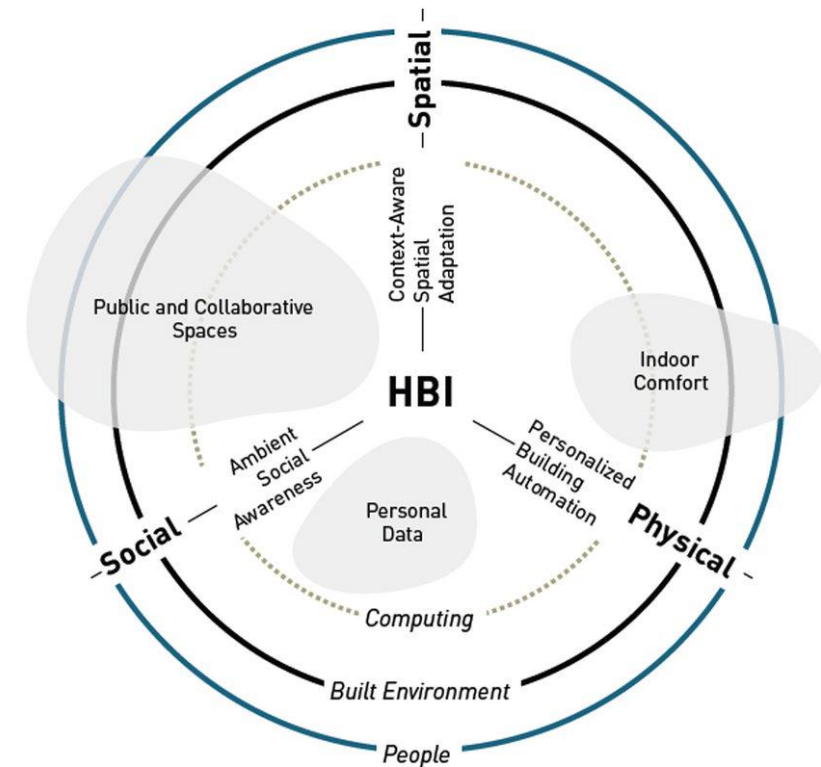 Spatial
Context-Aware
Spatial
Adaptation
Public and Collaborative
Spaces
Indoor
Comfort
HBI
Ambient
Social
Awareness
Personalized
Building
Automation
Personal
Data
Social
Physical
Computing
Built Environment
People